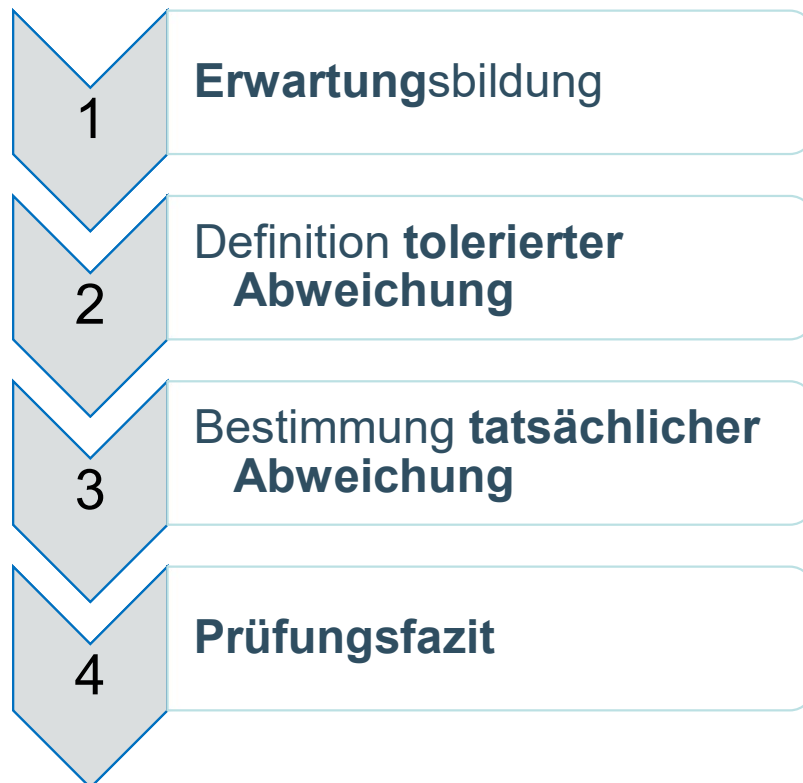 1
Erwartungsbildung
2
Definition tolerierter
Abweichung
3
Bestimmung tatsächlicher
Abweichung
4
Prüfungsfazit